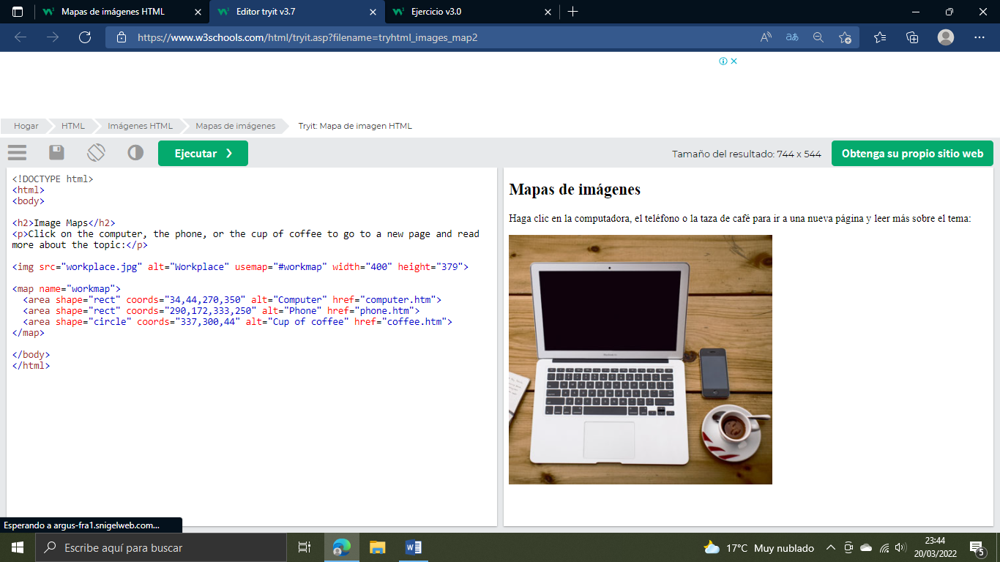 Mapas de imágenes HTML
Editor tryit v3.7
Ejercicio v3.0
https://www.w3schools.com/html/tryit.asp?filename=tryhtml_images_map2
Hogar
HTML
Imágenes HTML
Mapas de imágenes
Tryit: Mapa de imagen HTML
Ejecutar ❯
Tamaño del resultado: 744 x 544
Obtenga su propio sitio web
<!DOCTYPE html>
<html>
<body>
<h2>Image Maps</h2>
<p>Click on the computer, the phone, or the cup of coffee to go to a new page and read
more about the topic:</p>
<img src="workplace.jpg" alt="Workplace" usemap="#workmap" width="400" height="379">
<map name="workmap">
<area shape="rect" coords="34,44,270,350" alt="Computer" href="computer.htm">
<area shape="rect" coords="290,172,333,250" alt="Phone" href="phone.htm">
<area shape="circle" coords="337,300,44" alt="Cup of coffee" href="coffee.htm">
</map>
</body>
</html>
Mapas de imágenes
Haga clic en la computadora, el teléfono o la taza de café para ir a una nueva página y leer más sobre el tema:
Esperando a argus-fra1.snigelweb.com...
Escribe aquí para buscar
17°C Muy nublado
23:44
20/03/2022
5